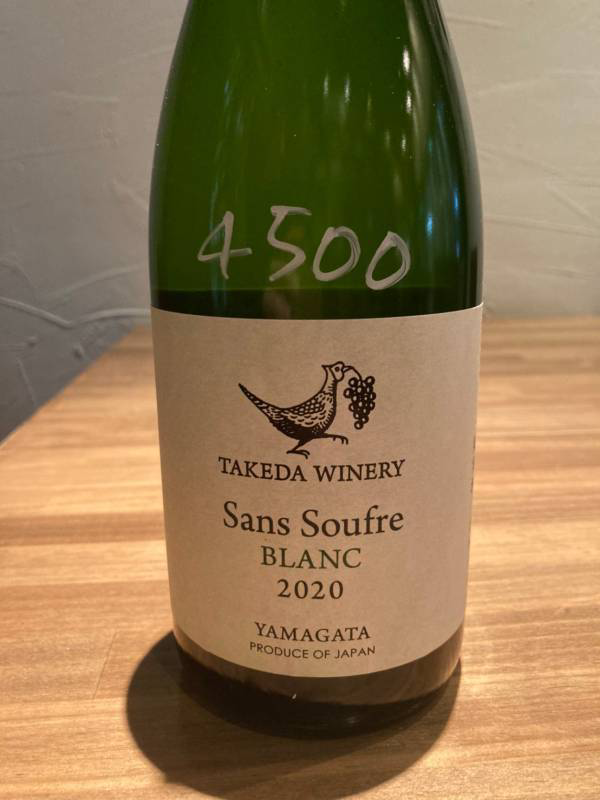 4500
TAKEDA WINERY
Sans Soufre
BLANC
2020
YAMAGATA
PRODUCE OF JAPAN